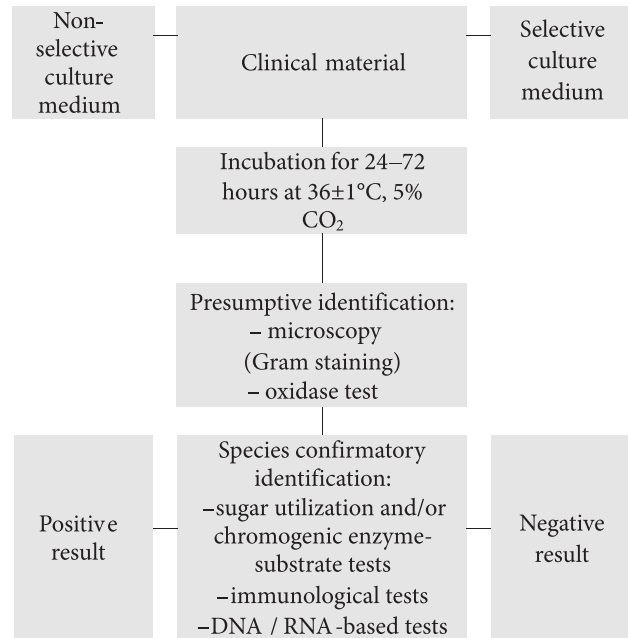 Non-
selective
culture
medium
Clinical material
Selective
culture
medium
Incubation for 24–72
hours at 36±1°C, 5%
CO₂
Presumptive identification:
– microscopy
(Gram staining)
– oxidase test
Positive
result
Species confirmatory
identification:
–sugar utilization and/or
chromogenic enzyme-
substrate tests
–immunological tests
–DNA / RNA-based tests
Negative
result